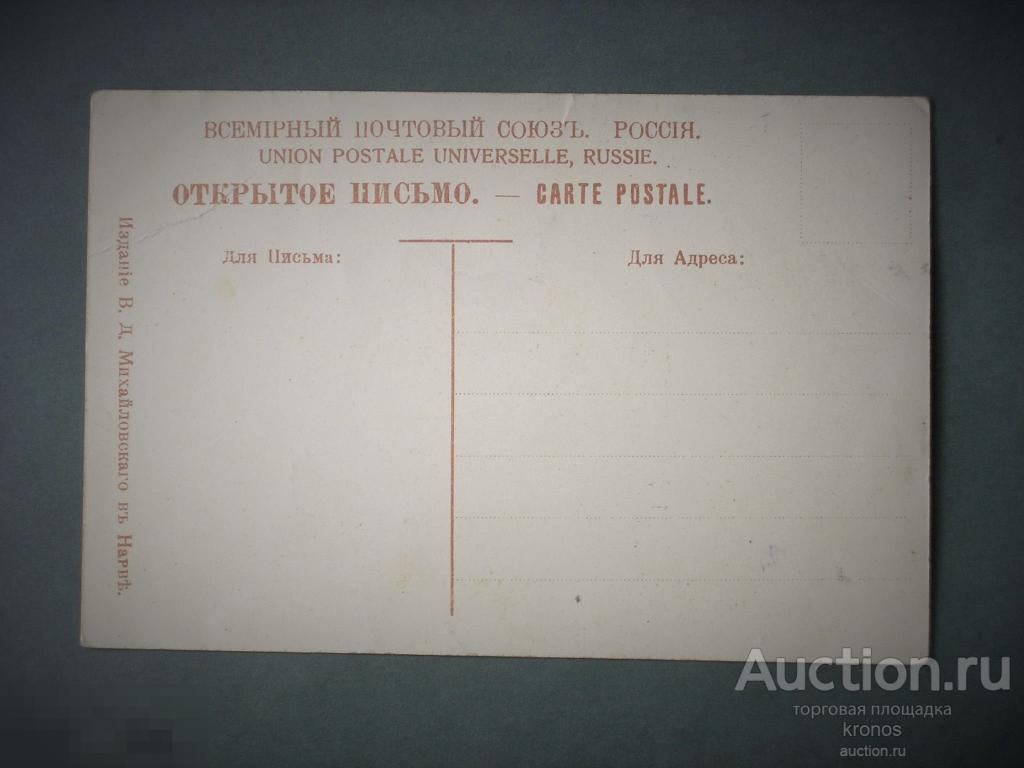 ВСЕМІРНЫЙ ПОЧТОВЫЙ СОЮЗЪ. РОССІЯ.
UNION POSTALE UNIVERSELLE, RUSSIE.
ОТКРЫТОЕ ПИСЬМО. — CARTE POSTALE.
Для Письма:
Для Адреса:
Изданіе В. Д. Михайловскаго въ Нарвѣ.
Auction.ru
торговая площадка
kronos
auction.ru